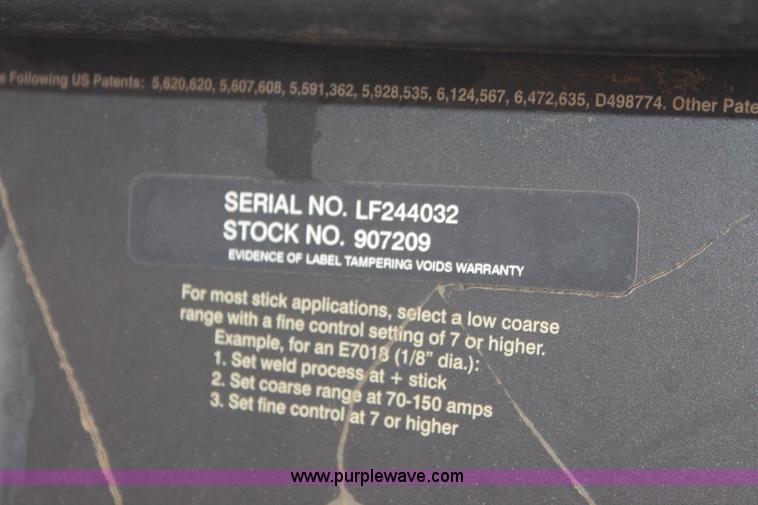 Following US Patents: 5,620,620, 5,607,608, 5,591,362, 5,928,535, 6,124,567, 6,472,635, D498774. Other Pate
SERIAL NO. LF244032
STOCK NO. 907209
EVIDENCE OF LABEL TAMPERING VOIDS WARRANTY
For most stick applications, select a low coarse
range with a fine control setting of 7 or higher.
Example, for an E7018 (1/8" dia.):
1. Set weld process at + stick
2. Set coarse range at 70-150 amps
3. Set fine control at 7 or higher
www.purplewave.com